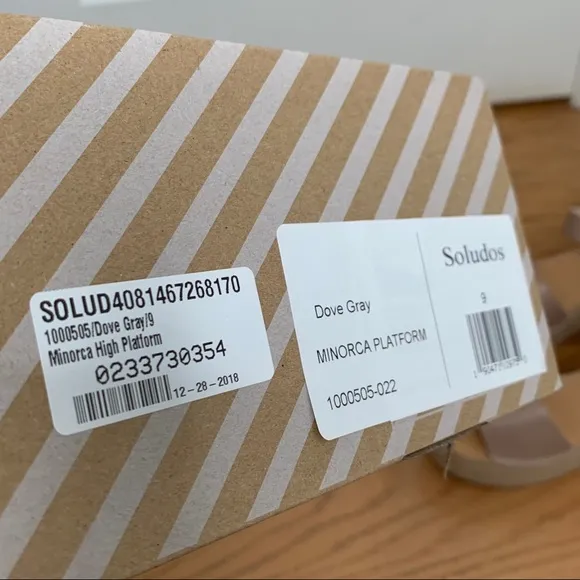 SOLUD4081467268170
1000505/Dove Gray/9
Minorca High Platform
0233730354
12-28-2018
Dove Gray
MINORCA PLATFORM
1000505-022
Soludos
9